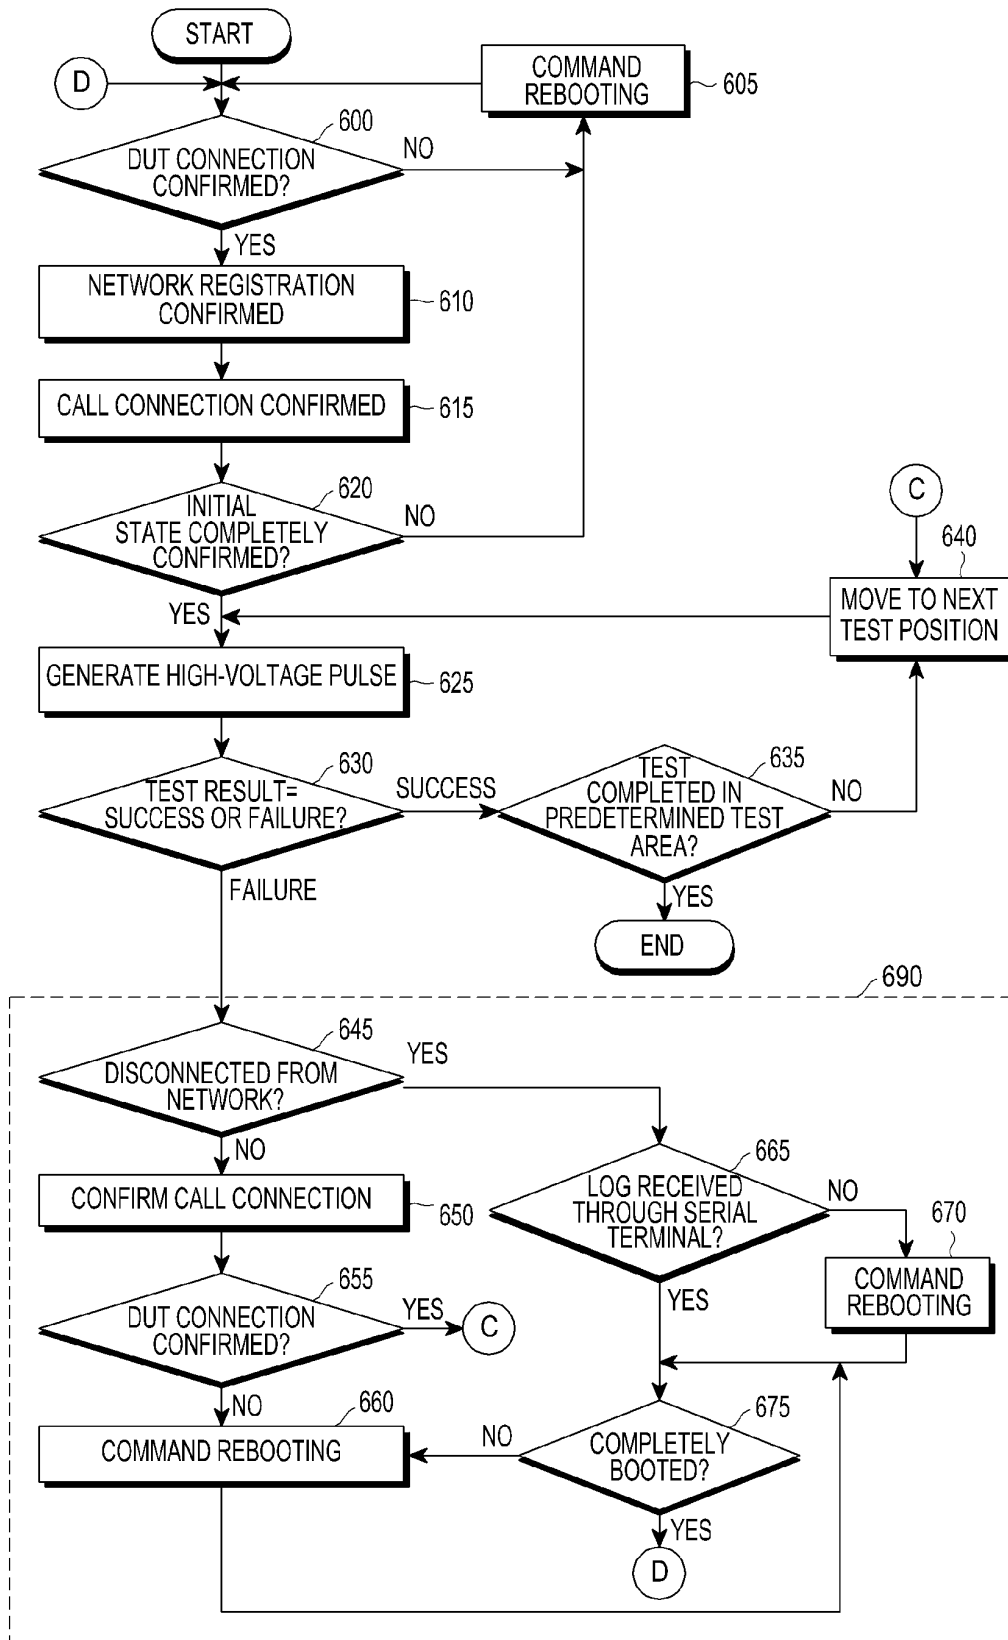 START
D
COMMAND
REBOOTING
605
600
DUT CONNECTION
CONFIRMED?
NO
YES
NETWORK REGISTRATION
CONFIRMED
610
CALL CONNECTION CONFIRMED
615
620
INITIAL
STATE COMPLETELY
CONFIRMED?
NO
YES
C
640
MOVE TO NEXT
TEST POSITION
GENERATE HIGH-VOLTAGE PULSE
625
630
TEST RESULT=
SUCCESS OR FAILURE?
SUCCESS
FAILURE
635
TEST
COMPLETED IN
PREDETERMINED TEST
AREA?
NO
YES
END
690
645
DISCONNECTED FROM
NETWORK?
YES
NO
CONFIRM CALL CONNECTION
650
665
LOG RECEIVED
THROUGH SERIAL
TERMINAL?
NO
YES
670
COMMAND
REBOOTING
655
DUT CONNECTION
CONFIRMED?
YES
C
NO
660
COMMAND REBOOTING
675
COMPLETELY
BOOTED?
NO
YES
D